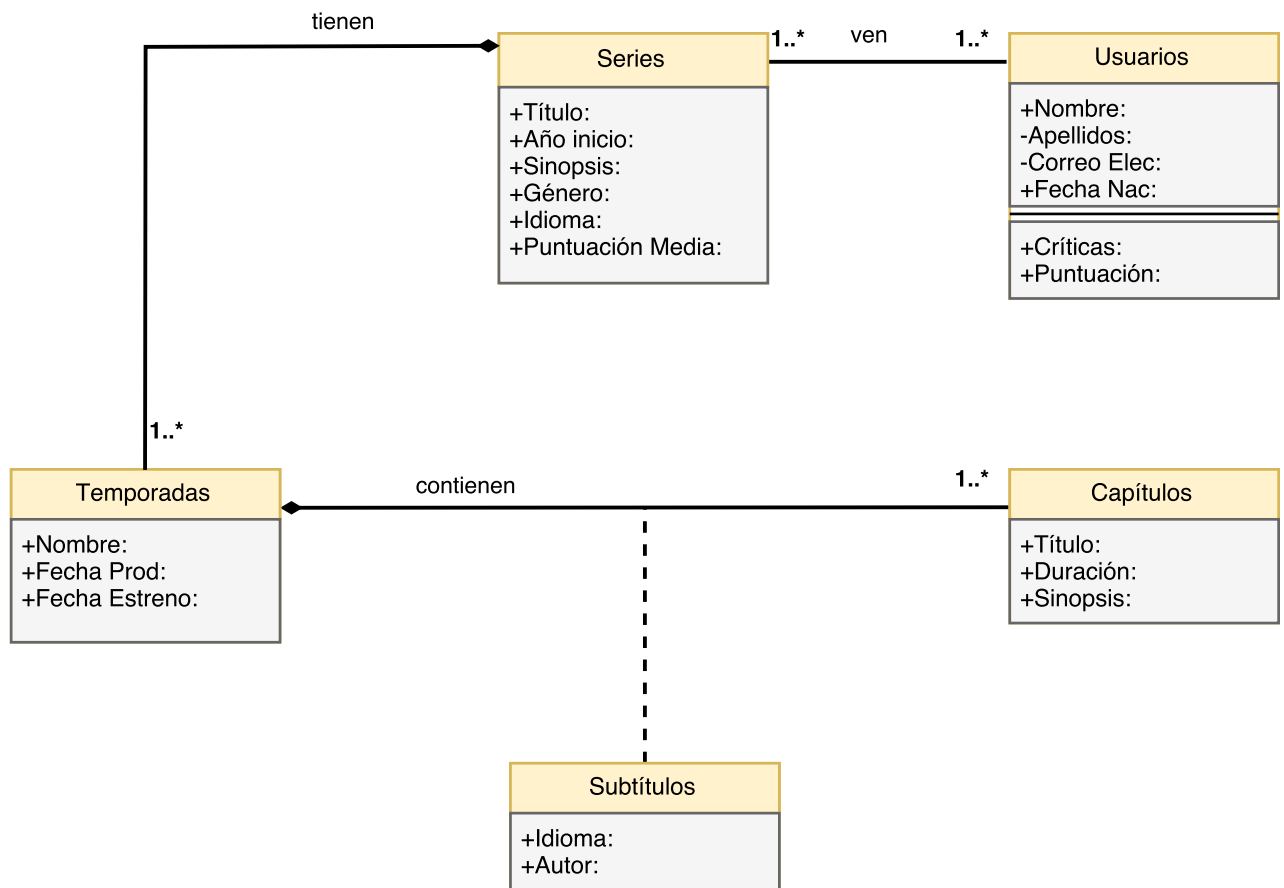 tienen
Series
+Título:
+Año inicio:
+Sinopsis:
+Género:
+Idioma:
+Puntuación Media:
1..*
ven
1..*
Usuarios
+Nombre:
-Apellidos:
-Correo Elec:
+Fecha Nac:
+Críticas:
+Puntuación:
1..*
Temporadas
+Nombre:
+Fecha Prod:
+Fecha Estreno:
contienen
1..*
Capítulos
+Título:
+Duración:
+Sinopsis:
Subtítulos
+Idioma:
+Autor: